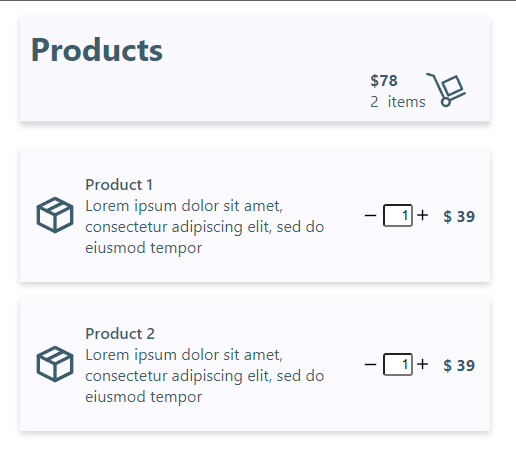 Products
$78
2 items
Product 1
Lorem ipsum dolor sit amet,
consectetur adipiscing elit, sed do
eiusmod tempor
− 1 + $ 39
Product 2
Lorem ipsum dolor sit amet,
consectetur adipiscing elit, sed do
eiusmod tempor
− 1 + $ 39